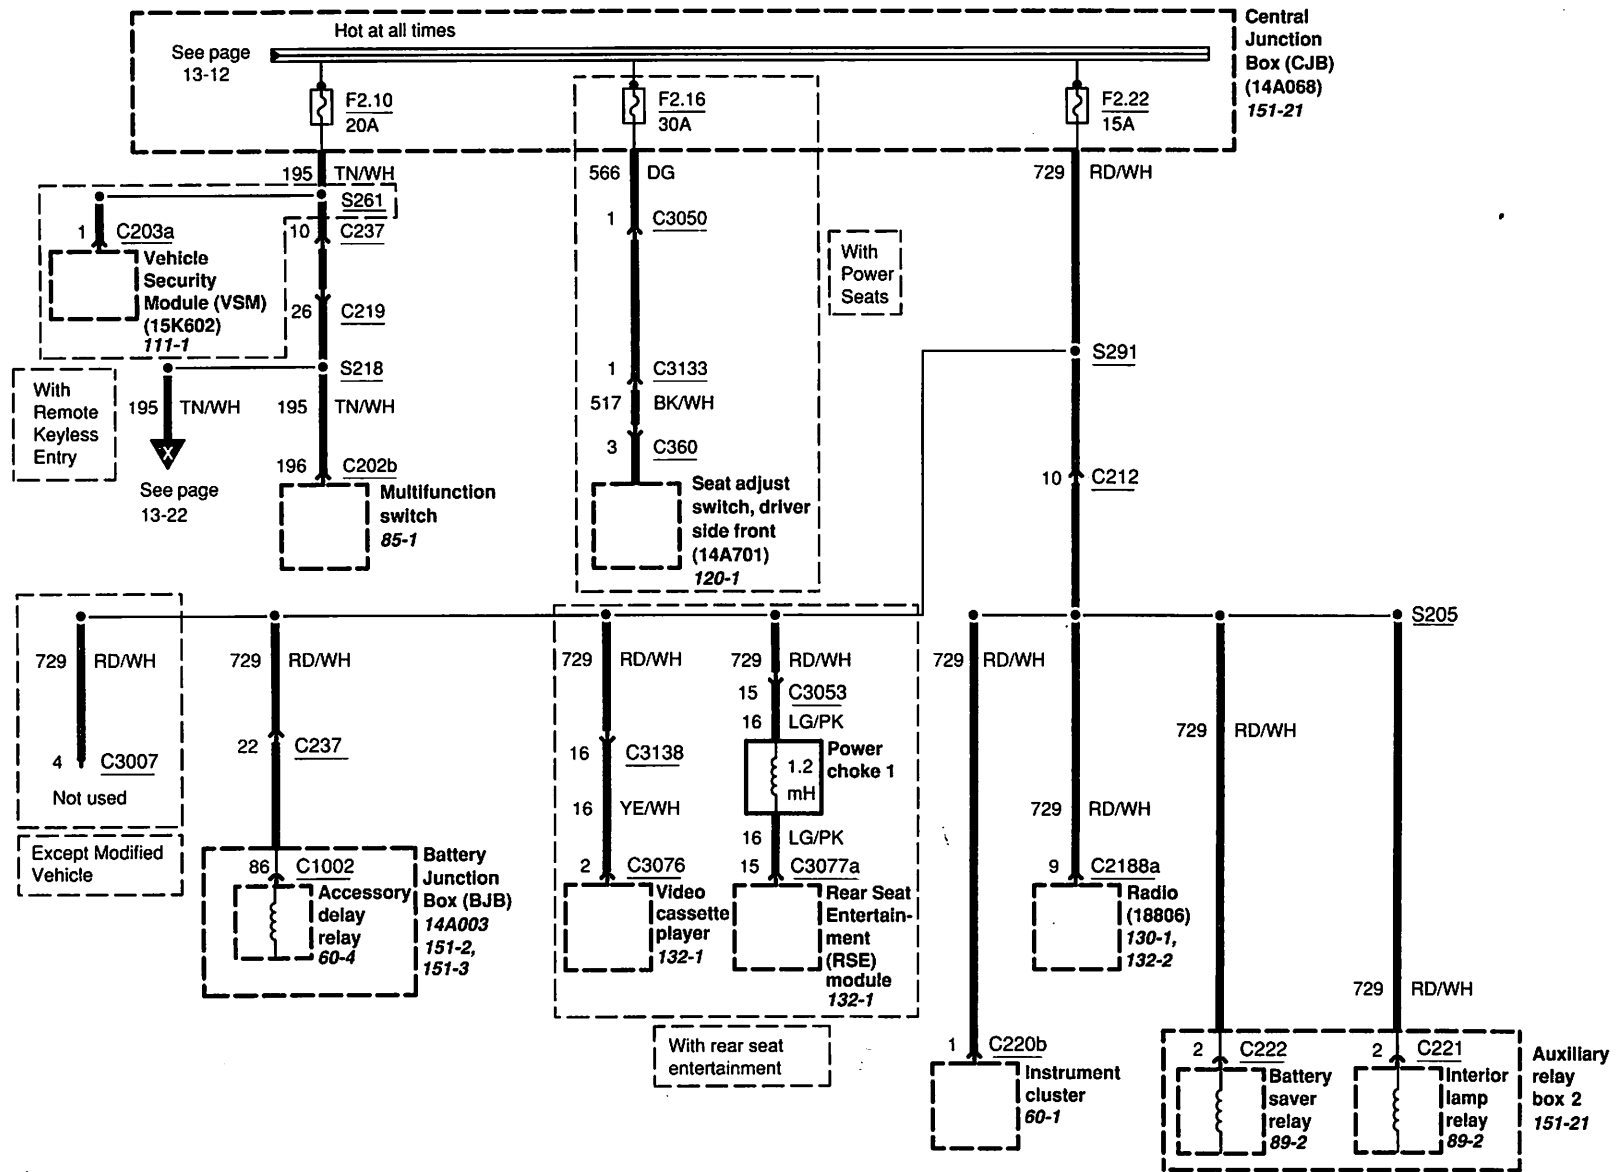 Hot at all times
See page
13-12
Central
Junction
Box (CJB)
(14A068)
151-21
F2.10
20A
F2.16
30A
F2.22
15A
195 TN/WH
566 DG
729 RD/WH
S261
1 C203a
10 C237
1 C3050
Vehicle
Security
Module (VSM)
(15K602)
111-1
With
Power
Seats
26 C219
S218
1 C3133
S291
With
Remote
Keyless
Entry
195 TN/WH
195 TN/WH
517 BK/WH
X
See page
13-22
196 C202b
3 C360
10 C212
Multifunction
switch
85-1
Seat adjust
switch, driver
side front
(14A701)
120-1
S205
729 RD/WH
729 RD/WH
729 RD/WH
729 RD/WH
729 RD/WH
15 C3053
16 LG/PK
729 RD/WH
4 C3007
Not used
22 C237
16 C3138
Power
choke 1
1.2
mH
16 YE/WH
16 LG/PK
729 RD/WH
Except Modified
Vehicle
86 C1002
Accessory
delay
relay
60-4
Battery
Junction
Box (BJB)
14A003
151-2,
151-3
2 C3076
Video
cassette
player
132-1
15 C3077a
Rear Seat
Entertain-
ment
(RSE)
module
132-1
9 C2188a
Radio
(18806)
130-1,
132-2
729 RD/WH
With rear seat
entertainment
1 C220b
Instrument
cluster
60-1
2 C222
Battery
saver
relay
89-2
2 C221
Interior
lamp
relay
89-2
Auxiliary
relay
box 2
151-21